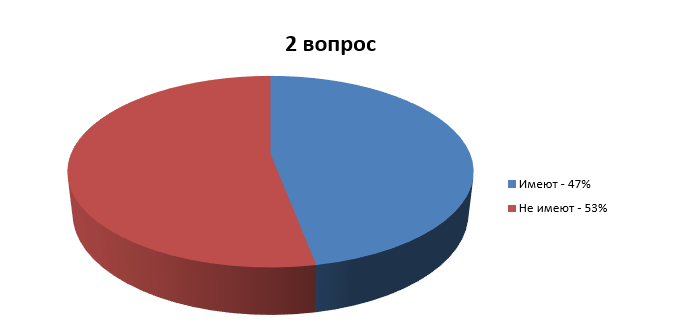 2 вопрос
Имеют - 47%
Не имеют - 53%